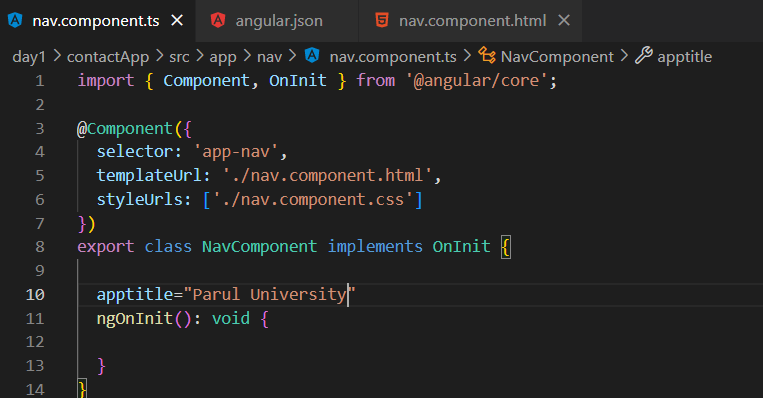 nav.component.ts
angular.json
nav.component.html
day1 > contactApp > src > app > nav > nav.component.ts > NavComponent > apptitle
1 import { Component, OnInit } from '@angular/core';
2
3 @Component({
4 selector: 'app-nav',
5 templateUrl: './nav.component.html',
6 styleUrls: ['./nav.component.css']
7 })
8 export class NavComponent implements OnInit {
9
10 apptitle="Parul University"
11 ngOnInit(): void {
12
13 }
14 }